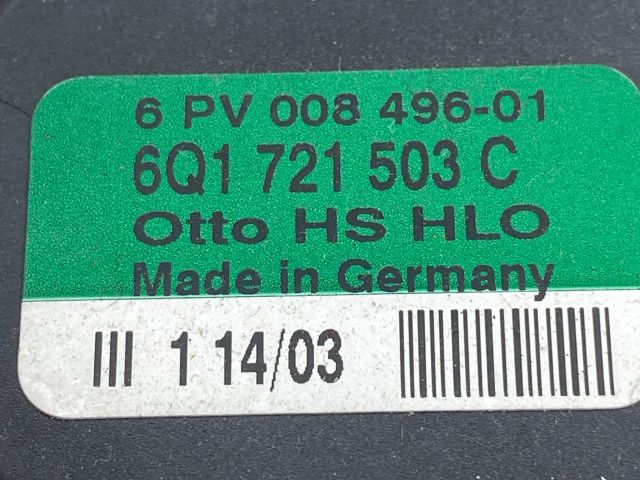 6 PV 008 496-01
6Q1 721 503 C
Otto HS HLO
Made in Germany
III 1 14/03